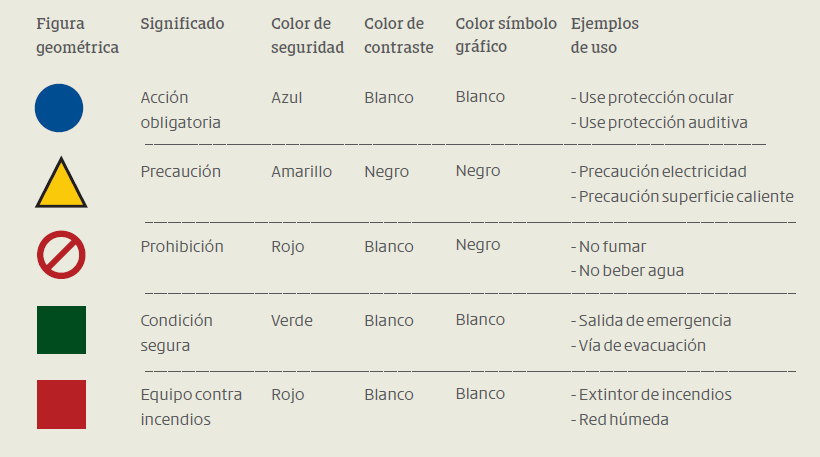 Figura geométrica
Significado
Color de seguridad
Color de contraste
Color símbolo gráfico
Ejemplos de uso
Acción obligatoria
Azul
Blanco
Blanco
- Use protección ocular
- Use protección auditiva
Precaución
Amarillo
Negro
Negro
- Precaución electricidad
- Precaución superficie caliente
Prohibición
Rojo
Blanco
Negro
- No fumar
- No beber agua
Condición segura
Verde
Blanco
Blanco
- Salida de emergencia
- Vía de evacuación
Equipo contra incendios
Rojo
Blanco
Blanco
- Extintor de incendios
- Red húmeda